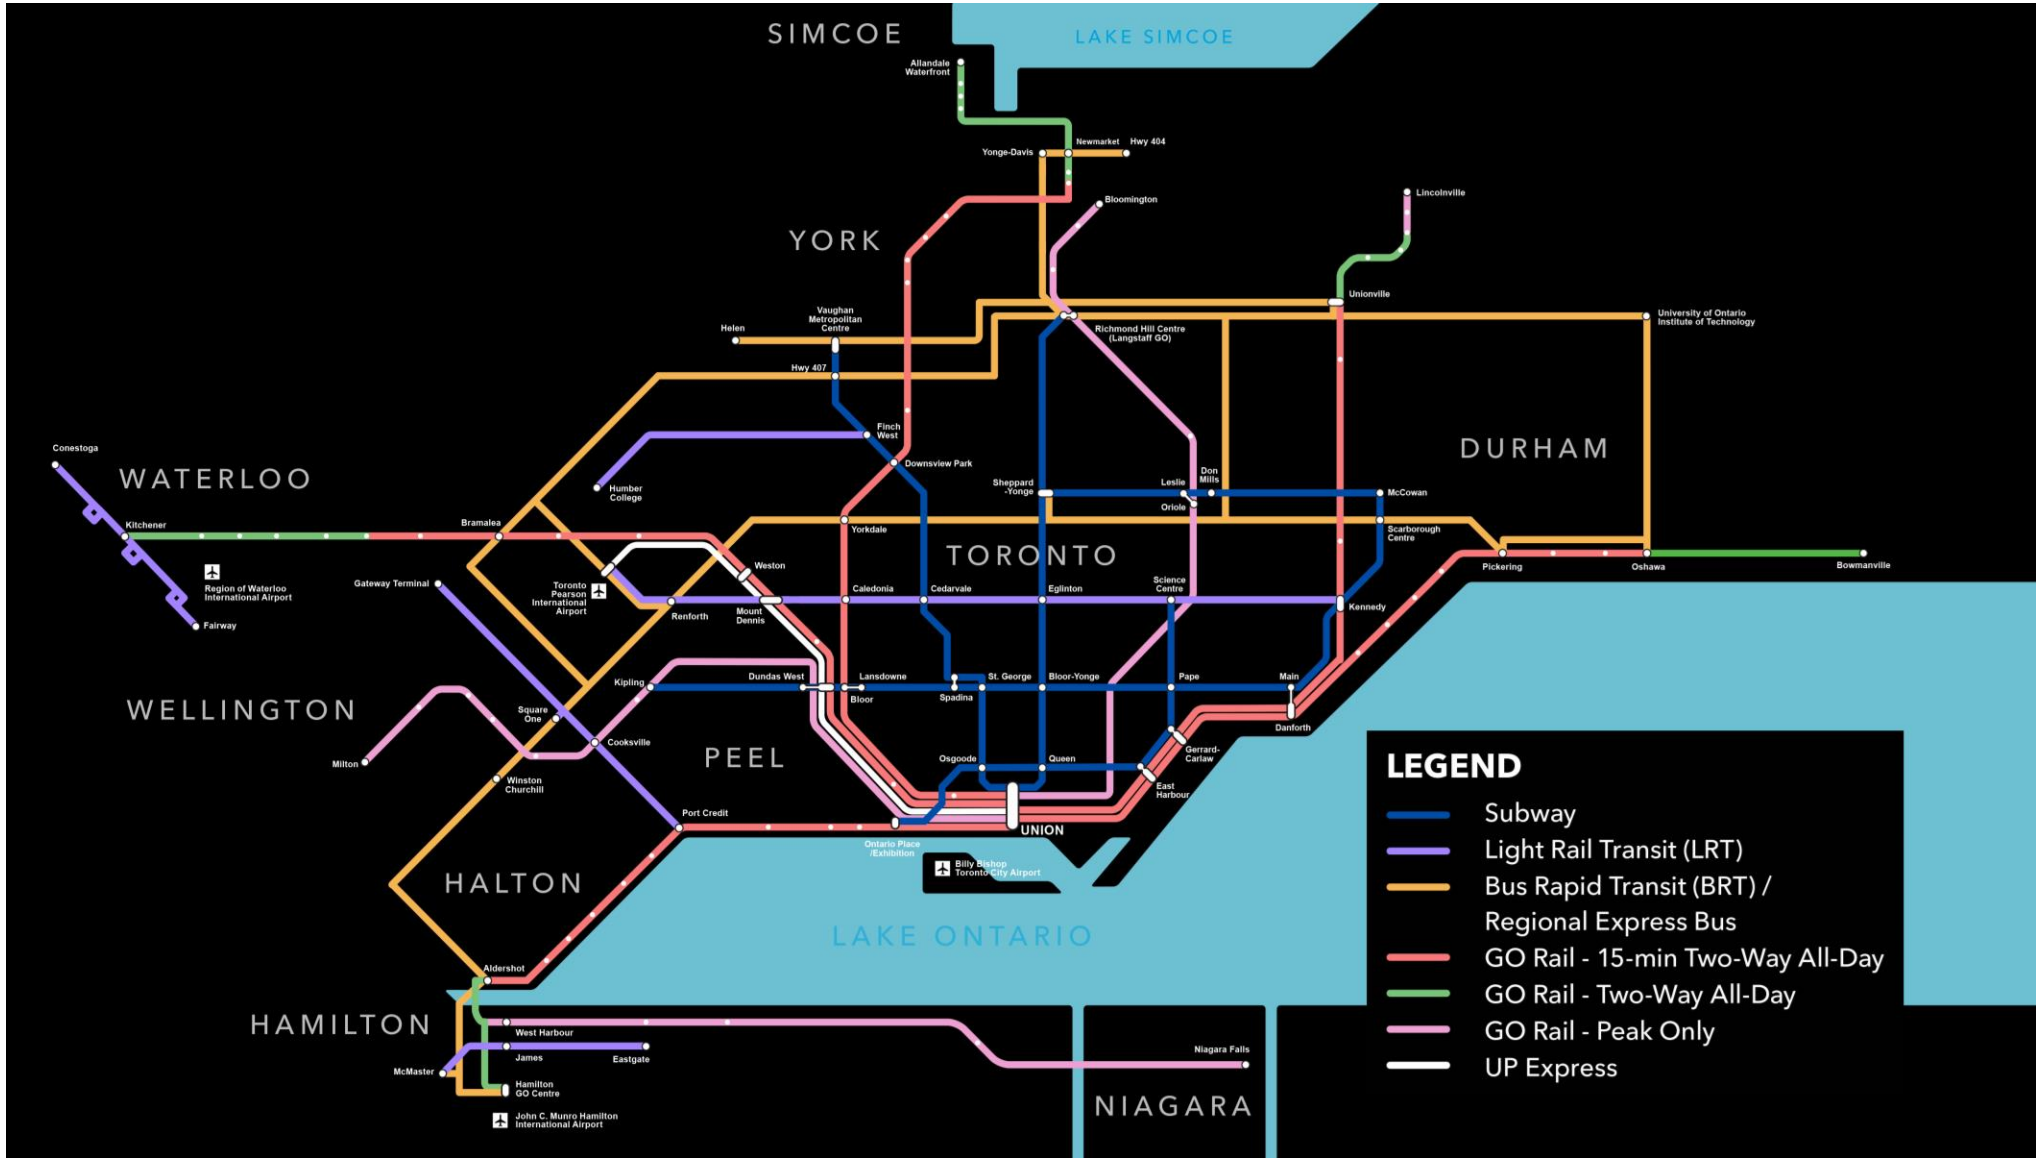 SIMCOE
LAKE SIMCOE
Allandale
Waterfront
Newmarket
Hwy 404
Yonge-Davis
Bloomington
Lincolnville
YORK
Unionville
Vaughan
Metropolitan
Centre
Helen
Richmond Hill Centre
(Langstaff GO)
University of Ontario
Institute of Technology
Hwy 407
Finch
West
Downsview Park
Humber
College
DURHAM
Conestoga
WATERLOO
Sheppard
-Yonge
Leslie
Don
Mills
McCowan
Oriole
Kitchener
Bramalea
Yorkdale
Scarborough
Centre
TORONTO
Weston
Pickering
Oshawa
Bowmanville
Region of Waterloo
International Airport
Gateway Terminal
Toronto
Pearson
International
Airport
Caledonia
Cedarvale
Eglinton
Science
Centre
Kennedy
Renforth
Mount
Dennis
Fairway
WELLINGTON
Kipling
Dundas West
Lansdowne
Bloor
St. George
Spadina
Bloor-Yonge
Pape
Main
Danforth
Square
One
Cooksville
PEEL
Milton
Winston
Churchill
Osgoode
Queen
Gerrard-
Carlaw
East
Harbour
Port Credit
UNION
Ontario Place
/Exhibition
Billy Bishop
Toronto City Airport
HALTON
LAKE ONTARIO
Aldershot
HAMILTON
West Harbour
James
Eastgate
McMaster
Hamilton
GO Centre
John C. Munro Hamilton
International Airport
Niagara Falls
NIAGARA
LEGEND
Subway
Light Rail Transit (LRT)
Bus Rapid Transit (BRT) /
Regional Express Bus
GO Rail - 15-min Two-Way All-Day
GO Rail - Two-Way All-Day
GO Rail - Peak Only
UP Express